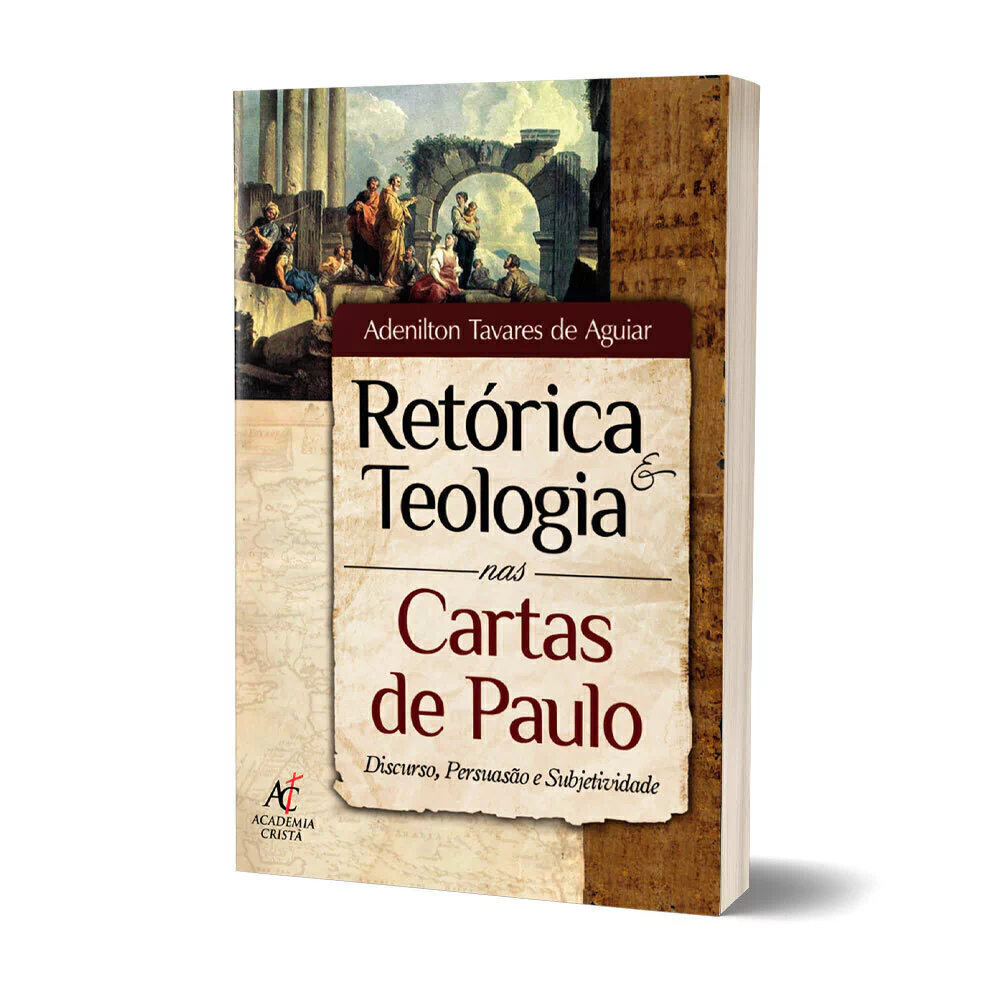 Adenilton Tavares de Aguiar
Retórica &
Teologia
nas
Cartas
de Paulo
Discurso, Persuasão e Subjetividade
AC
ACADEMIA
CRISTÃ